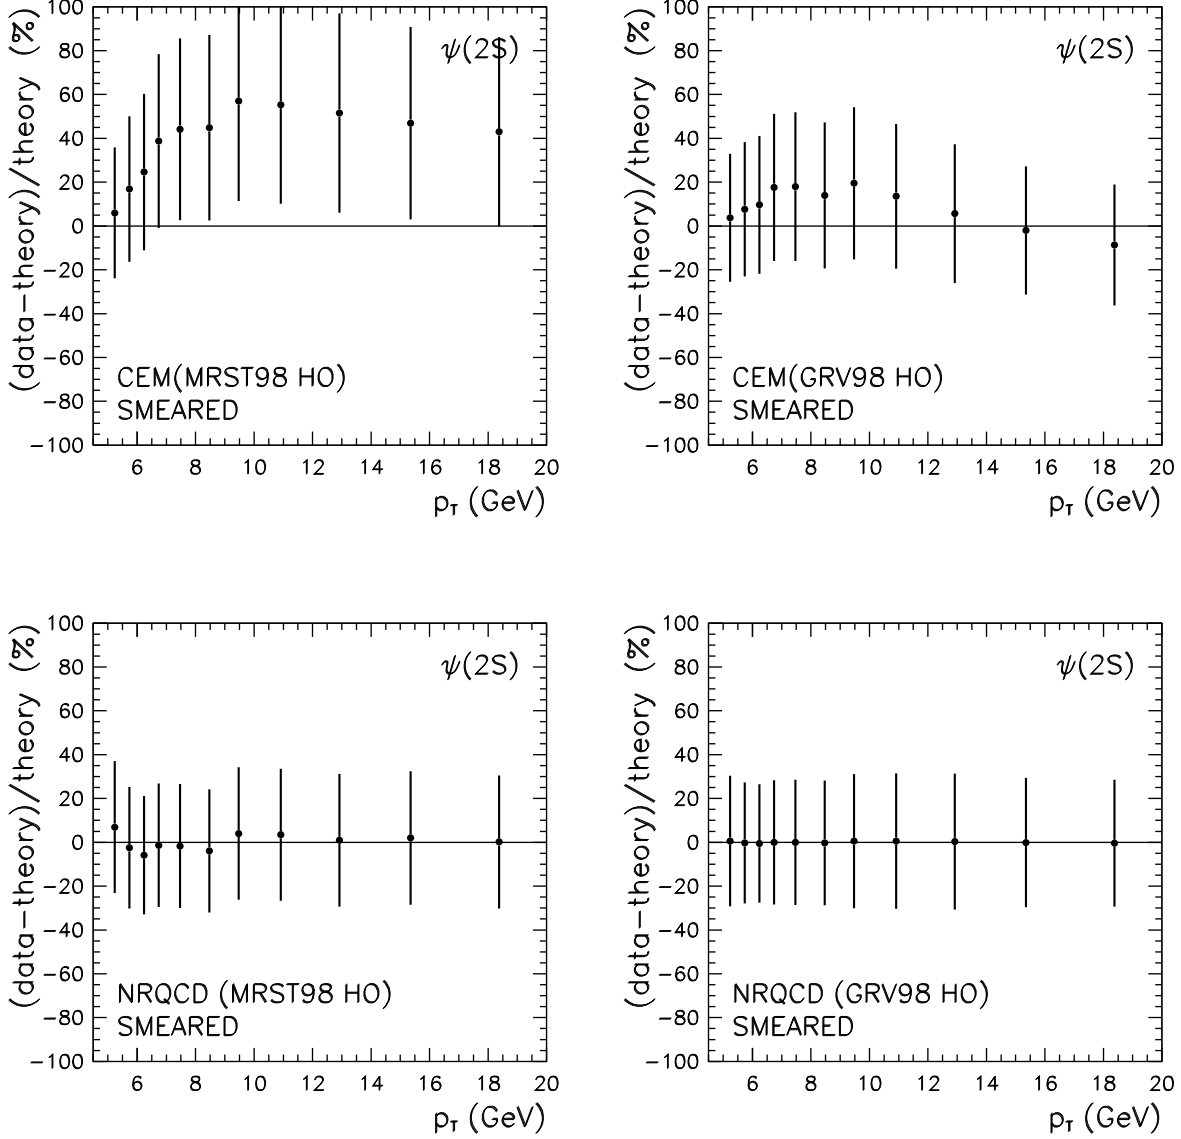 (data-theory)/theory (%)
100
80
60
40
20
0
-20
-40
-60
-80
-100
ψ(2S)
CEM(MRST98 HO)
SMEARED
6 8 10 12 14 16 18 20
p_T (GeV)
(data-theory)/theory (%)
100
80
60
40
20
0
-20
-40
-60
-80
-100
ψ(2S)
CEM(GRV98 HO)
SMEARED
6 8 10 12 14 16 18 20
p_T (GeV)
(data-theory)/theory (%)
100
80
60
40
20
0
-20
-40
-60
-80
-100
ψ(2S)
NRQCD (MRST98 HO)
SMEARED
6 8 10 12 14 16 18 20
p_T (GeV)
(data-theory)/theory (%)
100
80
60
40
20
0
-20
-40
-60
-80
-100
ψ(2S)
NRQCD (GRV98 HO)
SMEARED
6 8 10 12 14 16 18 20
p_T (GeV)